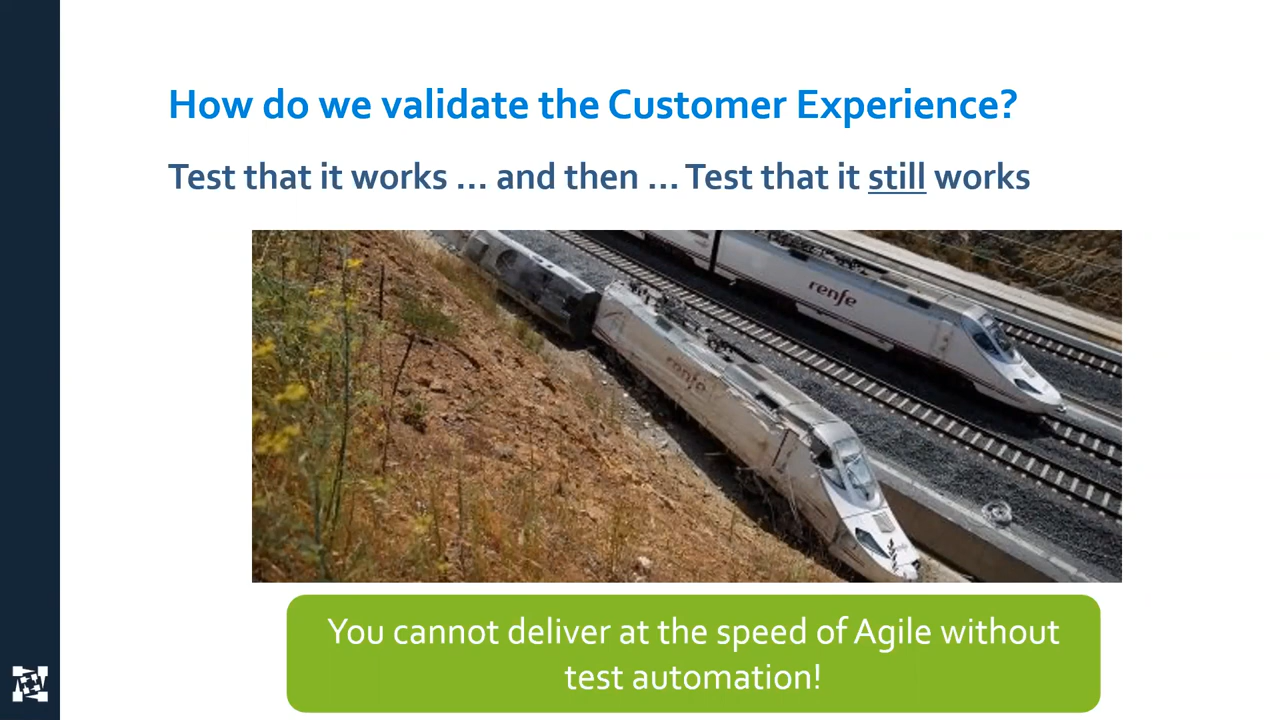 How do we validate the Customer Experience?
Test that it works ... and then ... Test that it still works
renfe
renfe
You cannot deliver at the speed of Agile without
test automation!